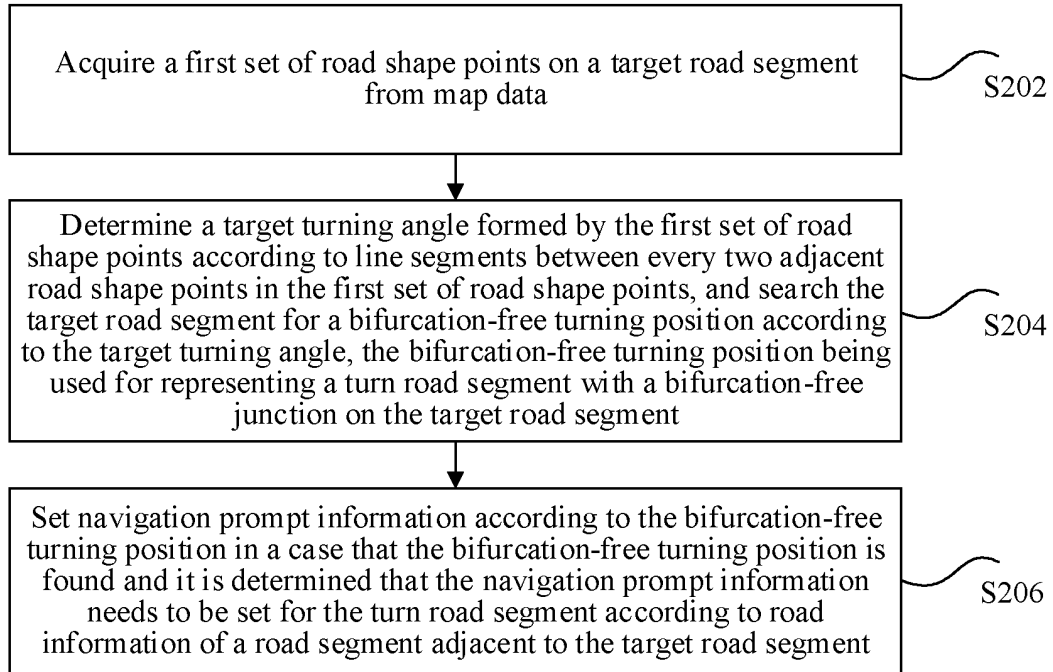 Acquire a first set of road shape points on a target road segment
from map data
S202
Determine a target turning angle formed by the first set of road
shape points according to line segments between every two adjacent
road shape points in the first set of road shape points, and search the
target road segment for a bifurcation-free turning position according
to the target turning angle, the bifurcation-free turning position being
used for representing a turn road segment with a bifurcation-free
junction on the target road segment
S204
Set navigation prompt information according to the bifurcation-free
turning position in a case that the bifurcation-free turning position is
found and it is determined that the navigation prompt information
needs to be set for the turn road segment according to road
information of a road segment adjacent to the target road segment
S206